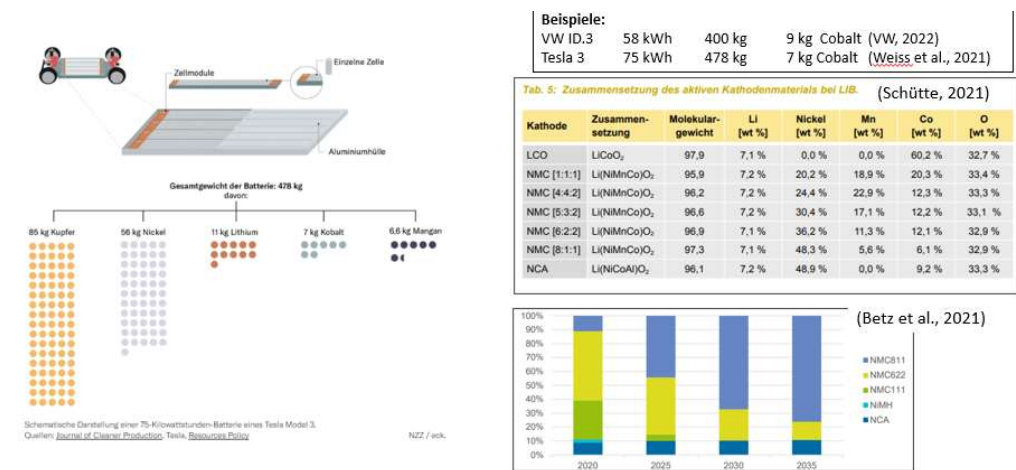 Zellmodule
Einzelne Zelle
Aluminiumhülle
Gesamtgewicht der Batterie: 478 kg
davon:
85 kg Kupfer
56 kg Nickel
11 kg Lithium
7 kg Kobalt
6,6 kg Mangan
Schematische Darstellung einer 75-Kilowattstunden-Batterie eines Tesla Model 3.
Quellen: Journal of Cleaner Production, Tesla, Resources Policy
NZZ / eck.
Beispiele:
VW ID.3 58 kWh 400 kg 9 kg Cobalt (VW, 2022)
Tesla 3 75 kWh 478 kg 7 kg Cobalt (Weiss et al., 2021)
Tab. 5: Zusammensetzung des aktiven Kathodenmaterials bei LIB. (Schütte, 2021)
Kathode Zusammen- Molekular- Li Nickel Mn Co O
setzung gewicht [wt %] [wt %] [wt %] [wt %] [wt %]
LCO LiCoO₂ 97,9 7,1 % 0,0 % 0,0 % 60,2 % 32,7 %
NMC [1:1:1] Li(NiMnCo)O₂ 95,9 7,2 % 20,2 % 18,9 % 20,3 % 33,4 %
NMC [4:4:2] Li(NiMnCo)O₂ 96,2 7,2 % 24,4 % 22,9 % 12,3 % 33,3 %
NMC [5:3:2] Li(NiMnCo)O₂ 96,6 7,2 % 30,4 % 17,1 % 12,2 % 33,1 %
NMC [6:2:2] Li(NiMnCo)O₂ 96,9 7,2 % 36,2 % 11,3 % 12,1 % 32,9 %
NMC [8:1:1] Li(NiMnCo)O₂ 97,3 7,1 % 48,3 % 5,6 % 6,1 % 32,9 %
NCA Li(NiCoAl)O₂ 96,1 7,2 % 48,9 % 0,0 % 9,2 % 33,3 %
(Betz et al., 2021)
100%
90%
80%
70%
60%
50%
40%
30%
20%
10%
0%
2020 2025 2030 2035
NMC811
NMC622
NMC111
NiMH
NCA